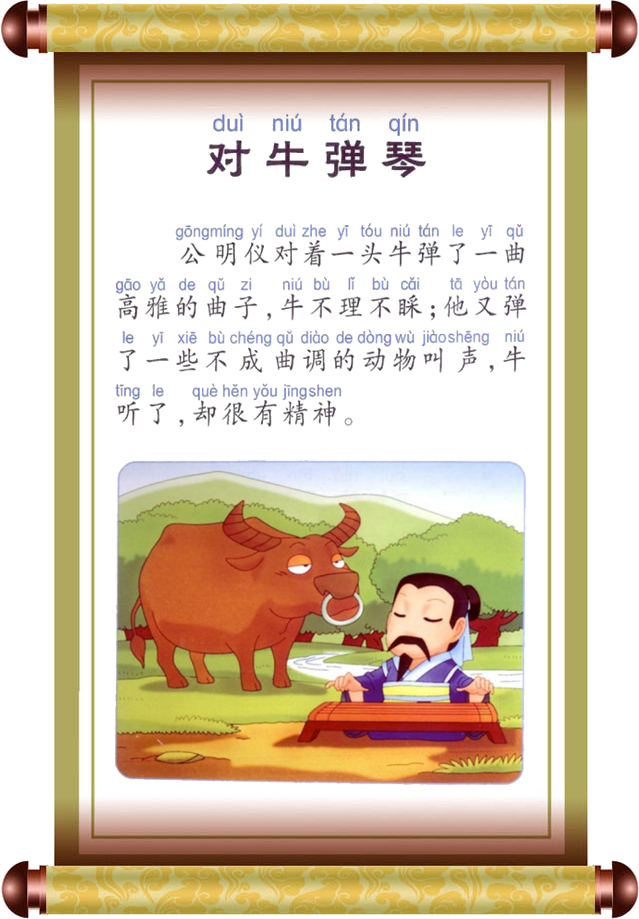 duì niú tán qín
对牛弹琴
gōngmíng yí duì zhe yī tóu niú tán le yī qǔ
公明仪对着一头牛弹了一曲
gāo yǎ de qǔ zi niú bù lǐ bù cǎi tā yòu tán
高雅的曲子,牛不理不睬;他又弹
le yī xiē bù chéng qǔ diào de dòng wù jiào shēng niú
了一些不成曲调的动物叫声,牛
tīng le què hěn yǒu jīngshen
听了,却很有精神。